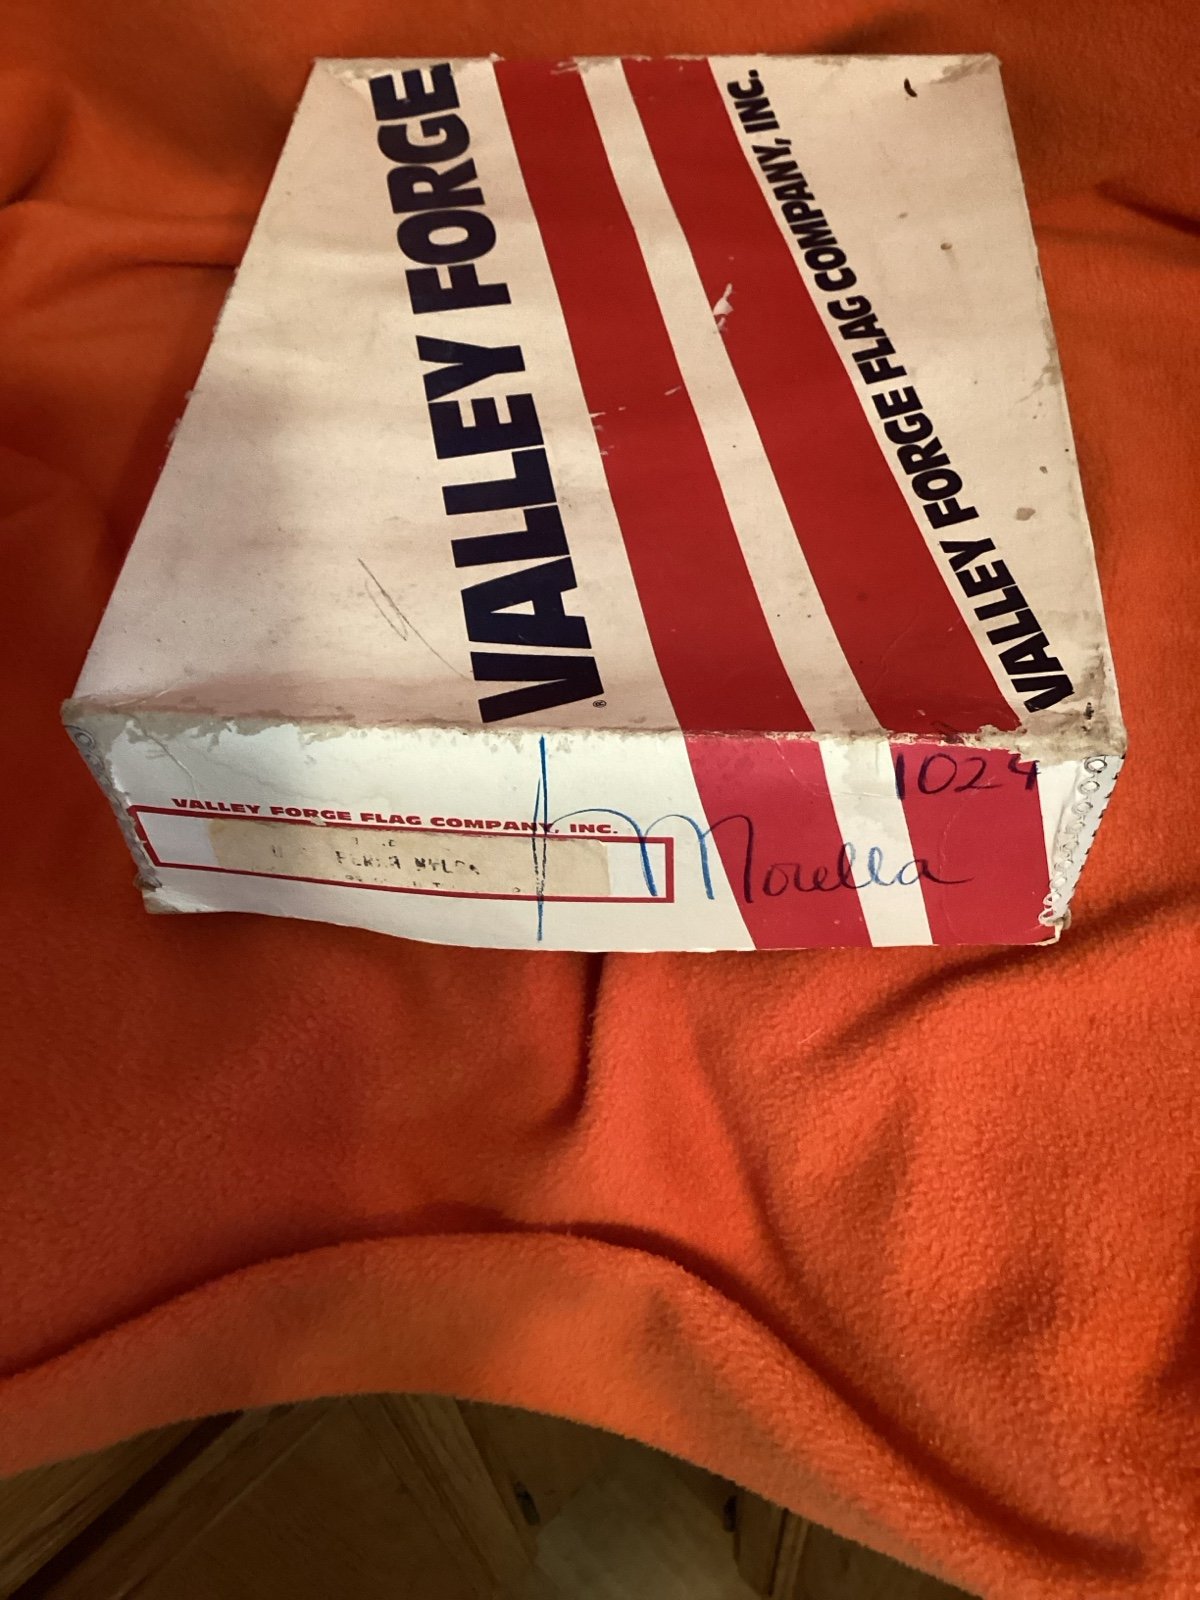 VALLEY FORGE®
VALLEY FORGE FLAG COMPANY, INC.
1024
VALLEY FORGE FLAG COMPANY, INC.
Morella